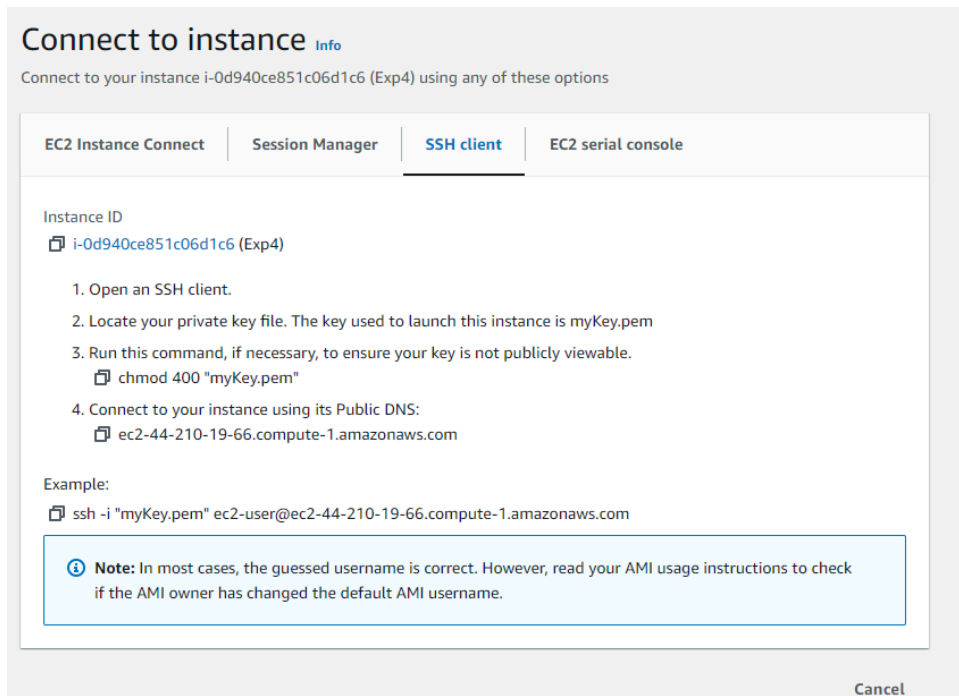 Connect to instance Info
Connect to your instance i-0d940ce851c06d1c6 (Exp4) using any of these options
EC2 Instance Connect
Session Manager
SSH client
EC2 serial console
Instance ID
i-0d940ce851c06d1c6 (Exp4)
1. Open an SSH client.
2. Locate your private key file. The key used to launch this instance is myKey.pem
3. Run this command, if necessary, to ensure your key is not publicly viewable.
chmod 400 "myKey.pem"
4. Connect to your instance using its Public DNS:
ec2-44-210-19-66.compute-1.amazonaws.com
Example:
ssh -i "myKey.pem" ec2-user@ec2-44-210-19-66.compute-1.amazonaws.com
Note: In most cases, the guessed username is correct. However, read your AMI usage instructions to check
if the AMI owner has changed the default AMI username.
Cancel